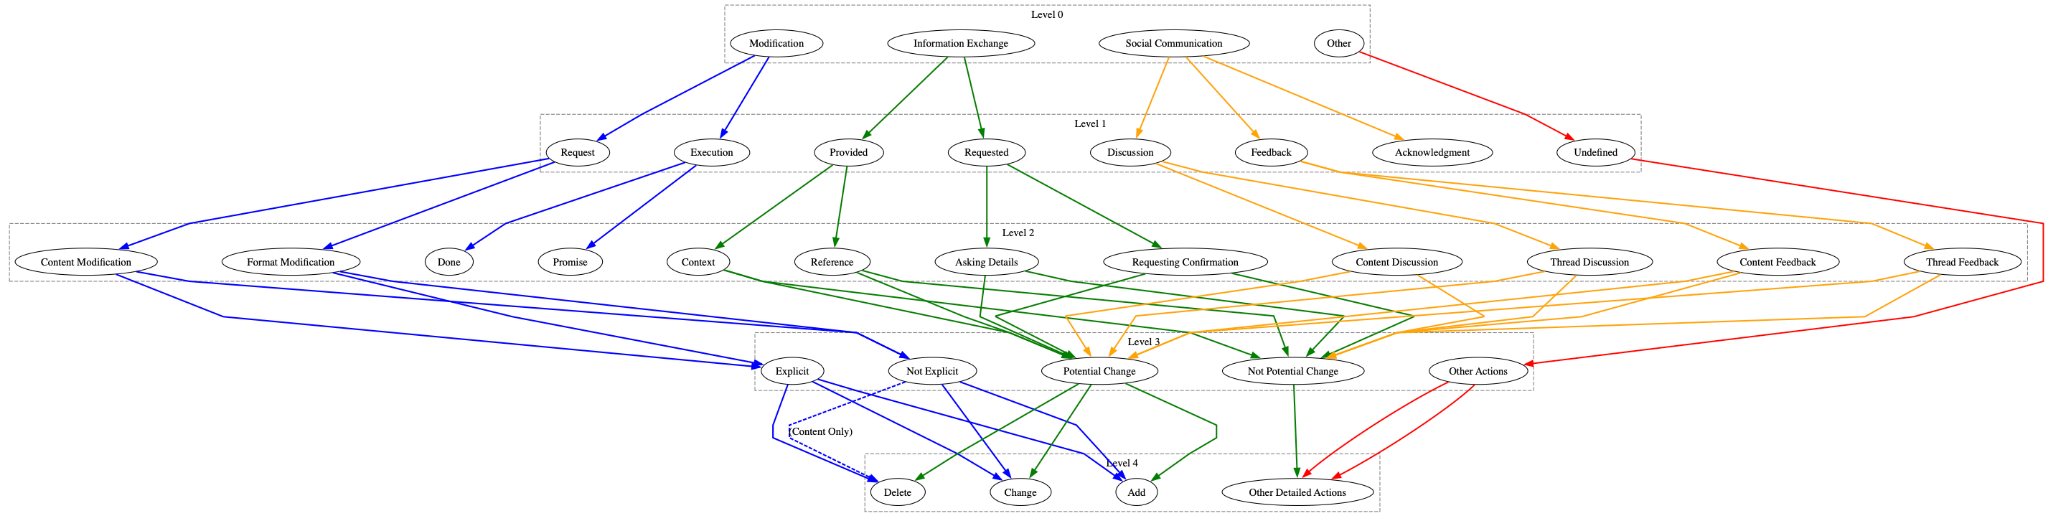 Level 0
Modification
Information Exchange
Social Communication
Other
Level 1
Request
Execution
Provided
Requested
Discussion
Feedback
Acknowledgment
Undefined
Level 2
Content Modification
Format Modification
Done
Promise
Context
Reference
Asking Details
Requesting Confirmation
Content Discussion
Thread Discussion
Content Feedback
Thread Feedback
Level 3
Explicit
Not Explicit
Potential Change
Not Potential Change
Other Actions
(Content Only)
Level 4
Delete
Change
Add
Other Detailed Actions